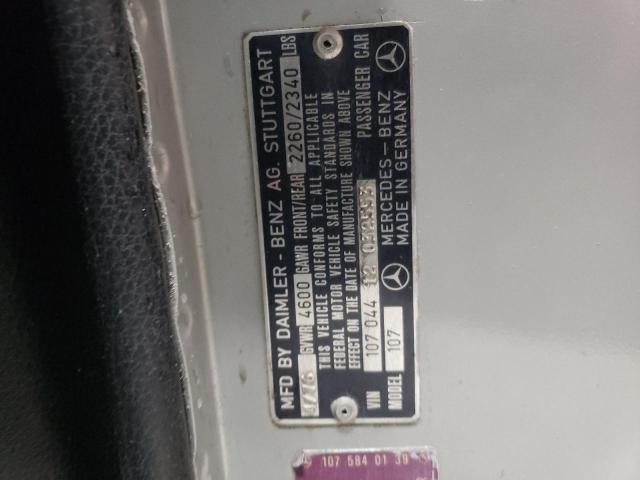 MFD BY DAIMLER-BENZ AG. STUTTGART
4/76 GVWR 4600 GAWR FRONT/REAR 2260/2340 LBS
THIS VEHICLE CONFORMS TO ALL APPLICABLE
FEDERAL MOTOR VEHICLE SAFETY STANDARDS IN
EFFECT ON THE DATE OF MANUFACTURE SHOWN ABOVE
VIN 107 044 12 PASSENGER CAR
MODEL 107 MERCEDES-BENZ
MADE IN GERMANY
107 584 01 39